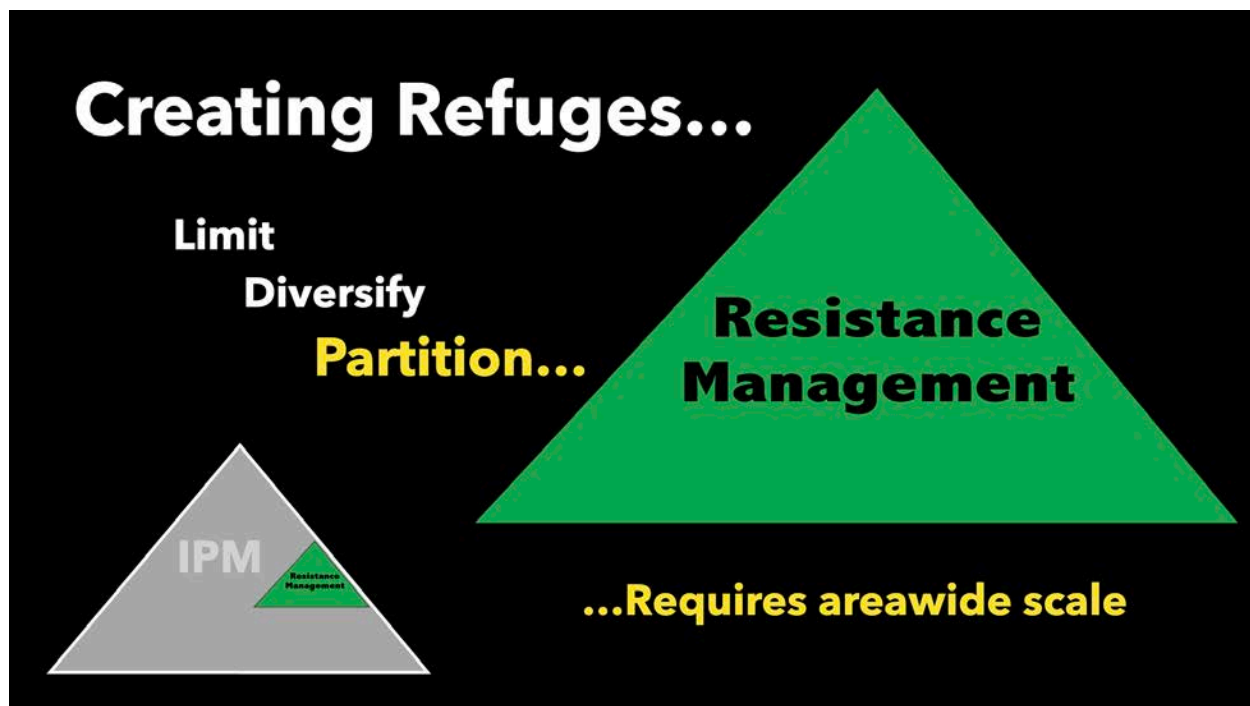 Creating Refuges...
Limit
Diversify
Partition...
Resistance
Management
IPM
Resistance
Management
...Requires areawide scale